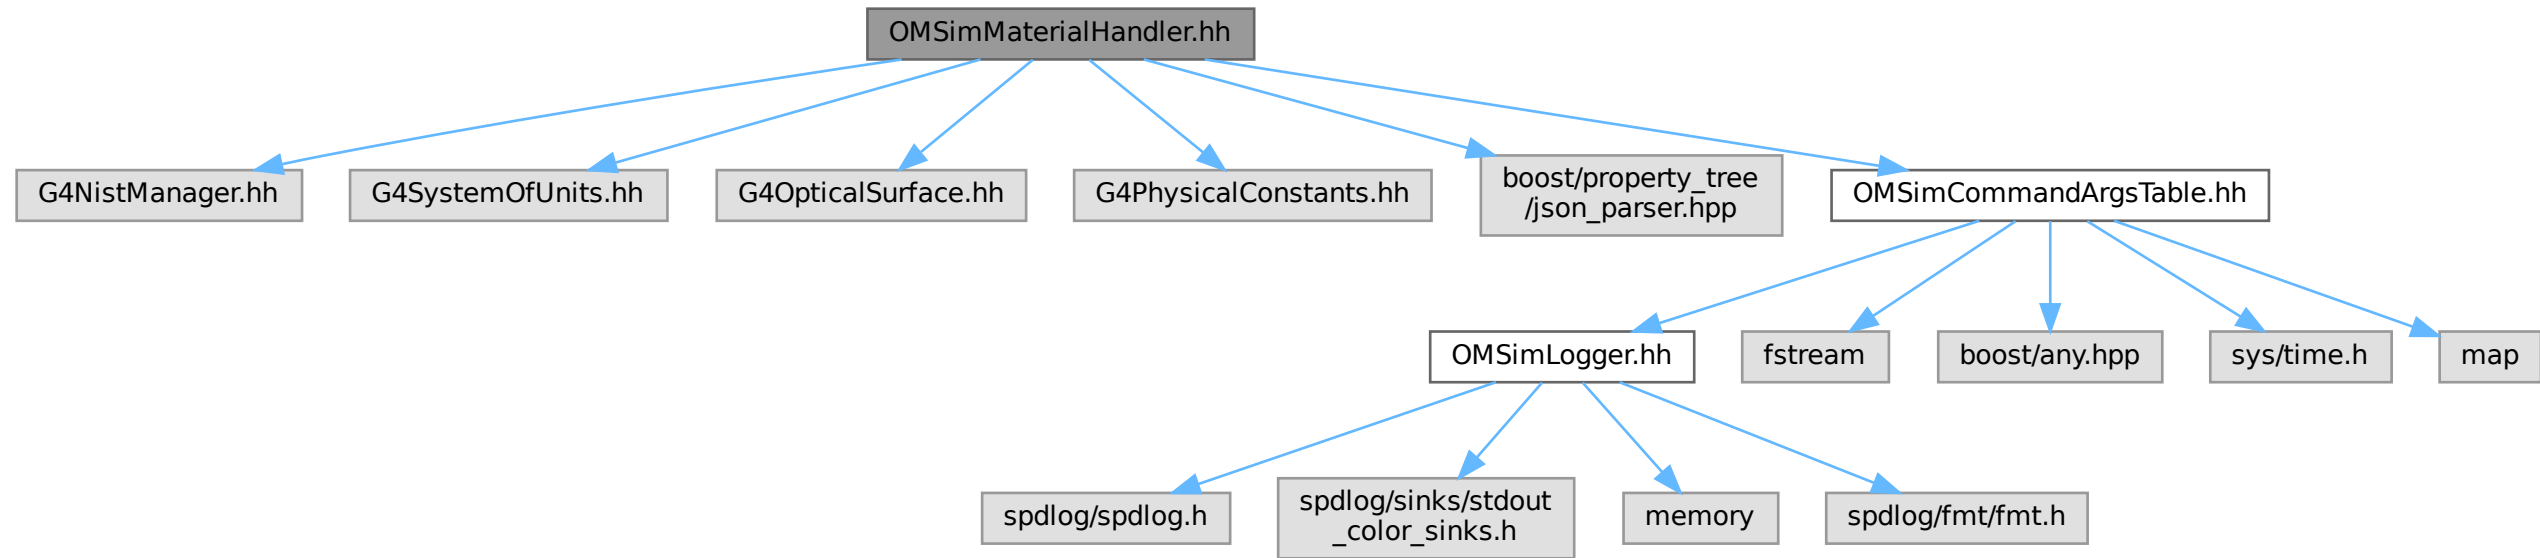 OMSimMaterialHandler.hh
G4NistManager.hh
G4SystemOfUnits.hh
G4OpticalSurface.hh
G4PhysicalConstants.hh
boost/property_tree
/json_parser.hpp
OMSimCommandArgsTable.hh
OMSimLogger.hh
fstream
boost/any.hpp
sys/time.h
map
spdlog/spdlog.h
spdlog/sinks/stdout
_color_sinks.h
memory
spdlog/fmt/fmt.h